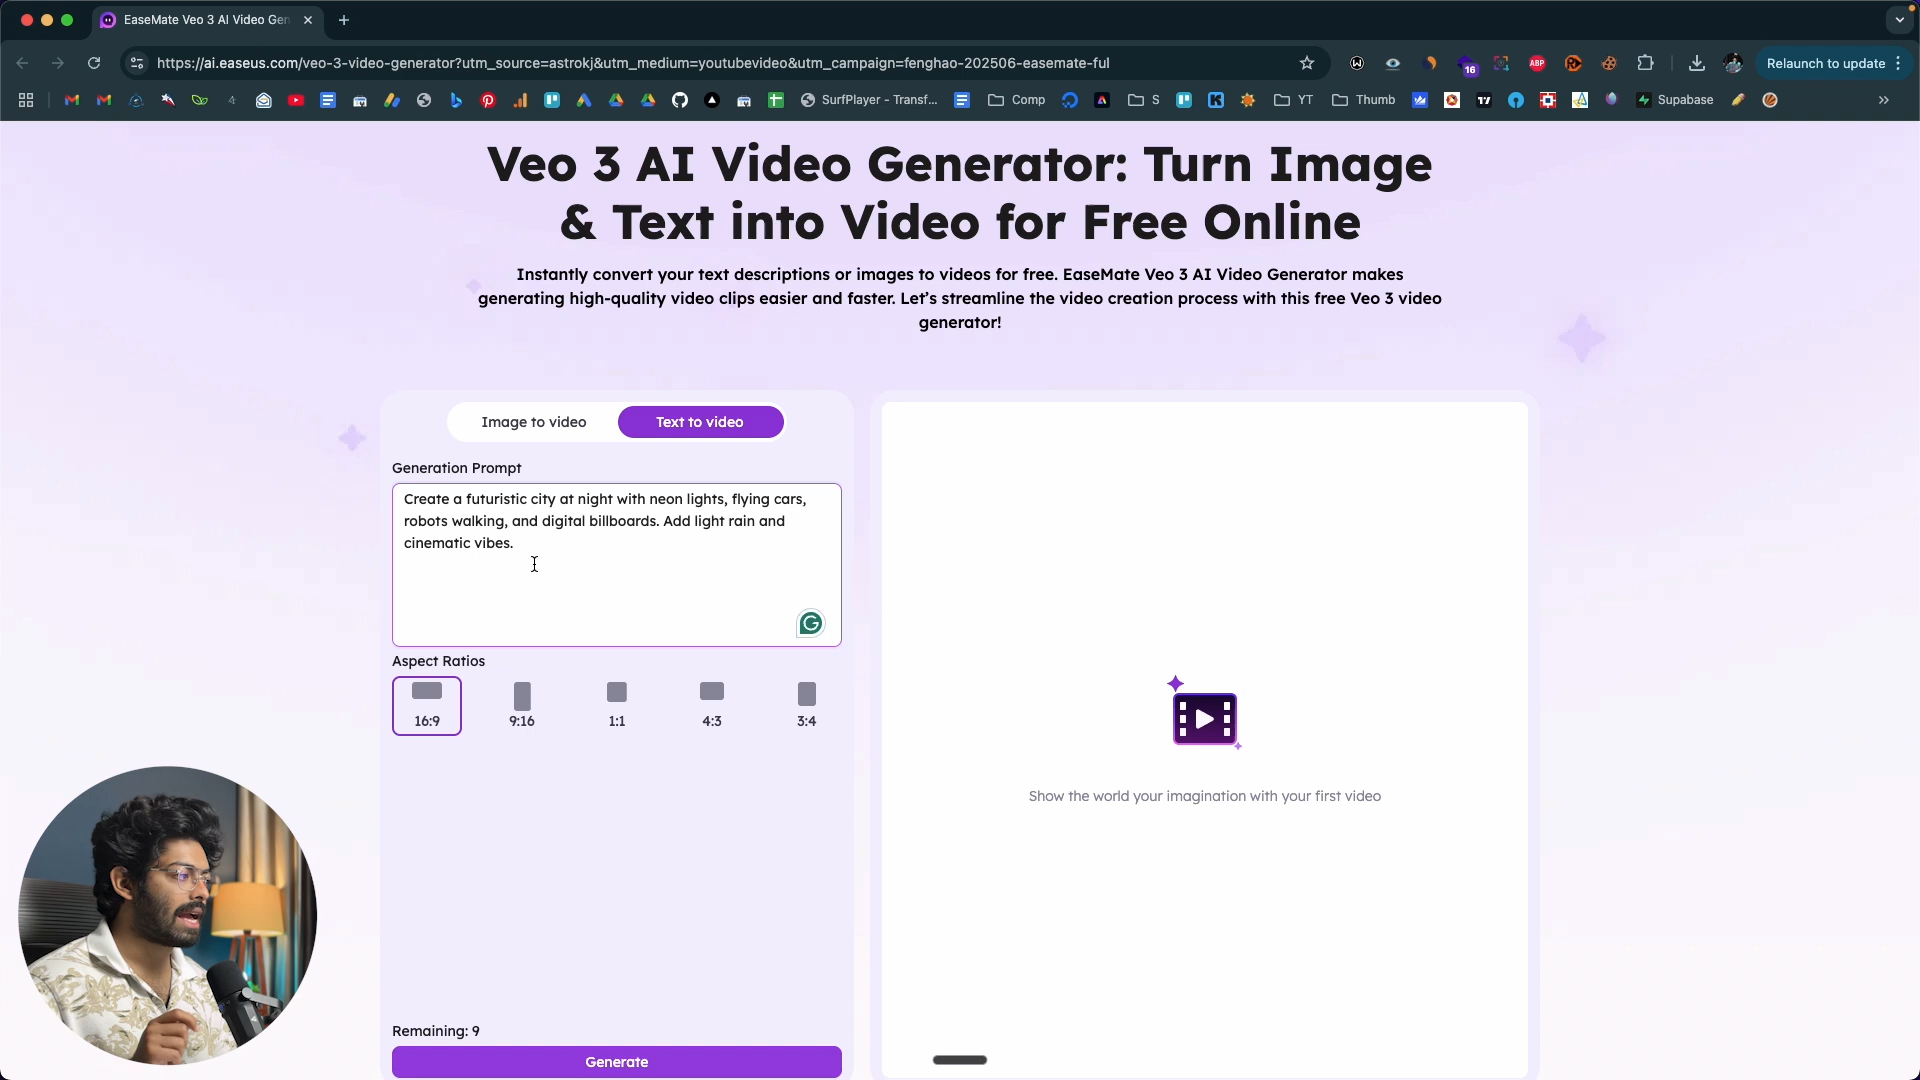 EaseMate Veo 3 AI Video Gen
https://ai.easeus.com/veo-3-video-generator?utm_source=astrokj&utm_medium=youtubevideo&utm_campaign=fenghao-202506-easemate-ful
16
ABP
Relaunch to update
SurfPlayer - Transf...
Comp
S
YT
Thumb
Supabase
Veo 3 AI Video Generator: Turn Image
& Text into Video for Free Online
Instantly convert your text descriptions or images to videos for free. EaseMate Veo 3 AI Video Generator makes
generating high-quality video clips easier and faster. Let's streamline the video creation process with this free Veo 3 video
generator!
Image to video
Text to video
Generation Prompt
Create a futuristic city at night with neon lights, flying cars,
robots walking, and digital billboards. Add light rain and
cinematic vibes.
Aspect Ratios
16:9
9:16
1:1
4:3
3:4
Show the world your imagination with your first video
Remaining: 9
Generate